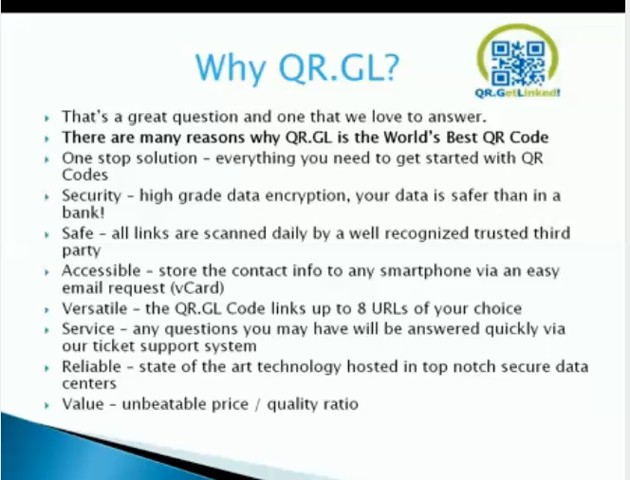 Why QR.GL?
QR.GetLinked!
That's a great question and one that we love to answer.
There are many reasons why QR.GL is the World's Best QR Code
One stop solution – everything you need to get started with QR
Codes
Security – high grade data encryption, your data is safer than in a
bank!
Safe – all links are scanned daily by a well recognized trusted third
party
Accessible – store the contact info to any smartphone via an easy
email request (vCard)
Versatile – the QR.GL Code links up to 8 URLs of your choice
Service – any questions you may have will be answered quickly via
our ticket support system
Reliable – state of the art technology hosted in top notch secure data
centers
Value – unbeatable price / quality ratio